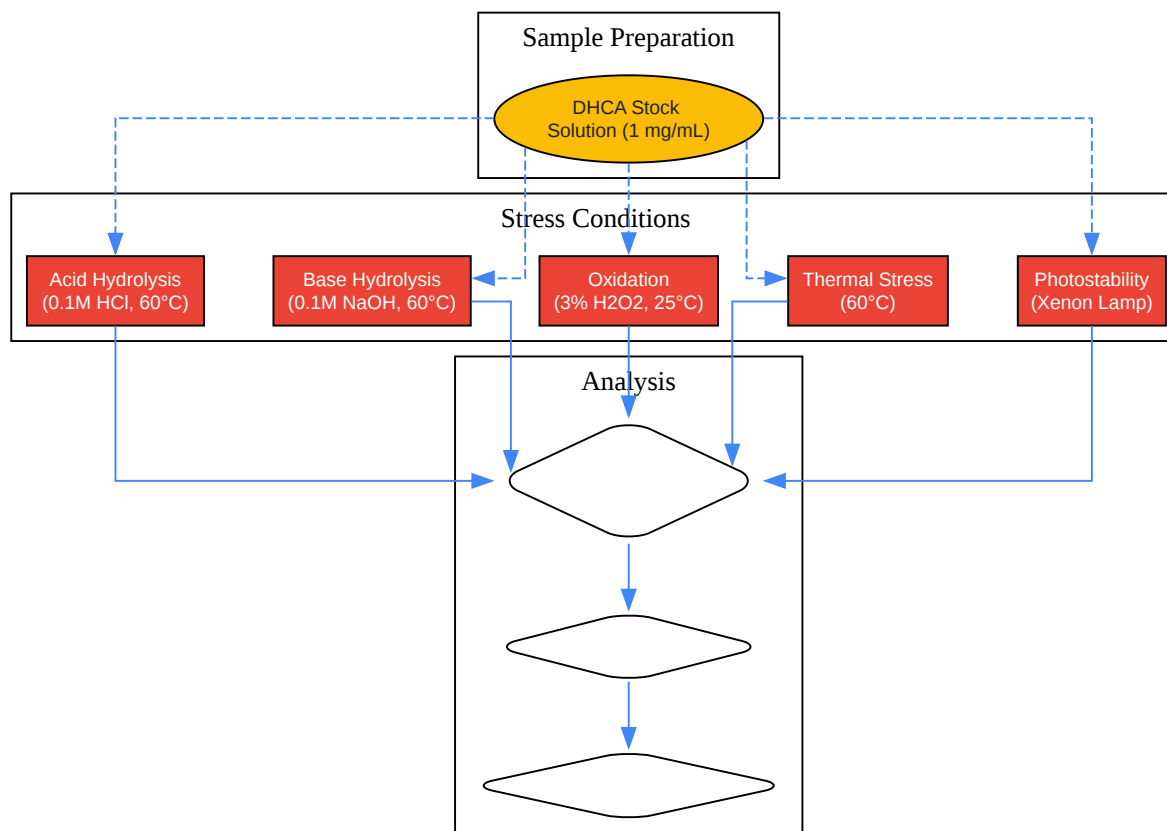 Sample Preparation
DHCA Stock
Solution (1 mg/mL)
Stress Conditions
Acid Hydrolysis
(0.1M HCl, 60°C)
Base Hydrolysis
(0.1M NaOH, 60°C)
Oxidation
(3% H2O2, 25°C)
Thermal Stress
(60°C)
Photostability
(Xenon Lamp)
Analysis